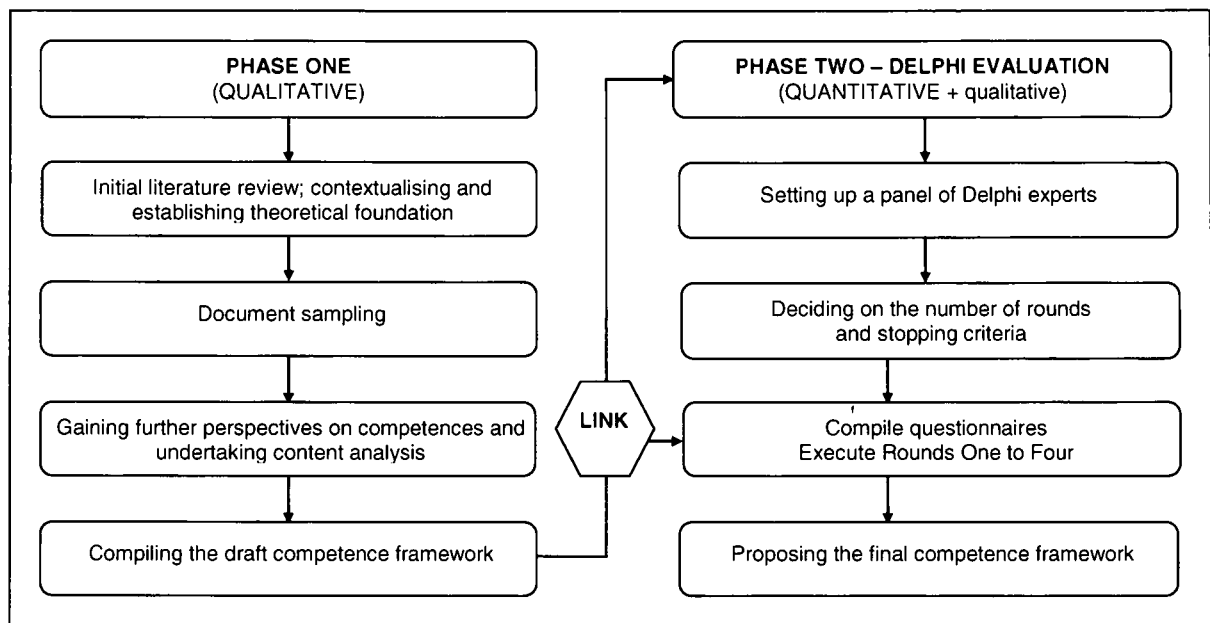 PHASE ONE
(QUALITATIVE)
Initial literature review; contextualising and
establishing theoretical foundation
Document sampling
Gaining further perspectives on competences and
undertaking content analysis
Compiling the draft competence framework
LINK
PHASE TWO – DELPHI EVALUATION
(QUANTITATIVE + qualitative)
Setting up a panel of Delphi experts
Deciding on the number of rounds
and stopping criteria
Compile questionnaires
Execute Rounds One to Four
Proposing the final competence framework